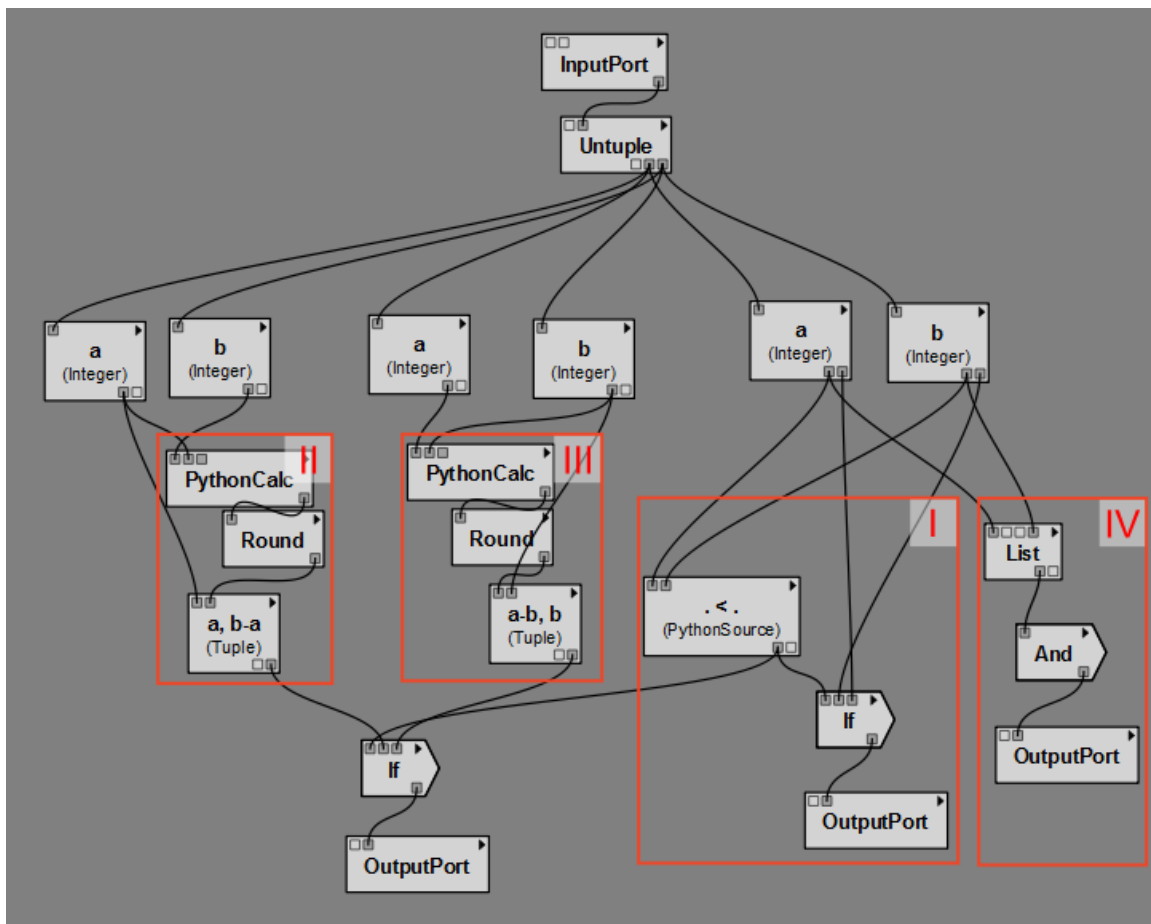 InputPort
Untuple
a
(Integer)
b
(Integer)
a
(Integer)
b
(Integer)
a
(Integer)
b
(Integer)
II
PythonCalc
Round
a, b-a
(Tuple)
III
PythonCalc
Round
a-b, b
(Tuple)
I
. < .
(PythonSource)
If
OutputPort
IV
List
And
OutputPort
If
OutputPort